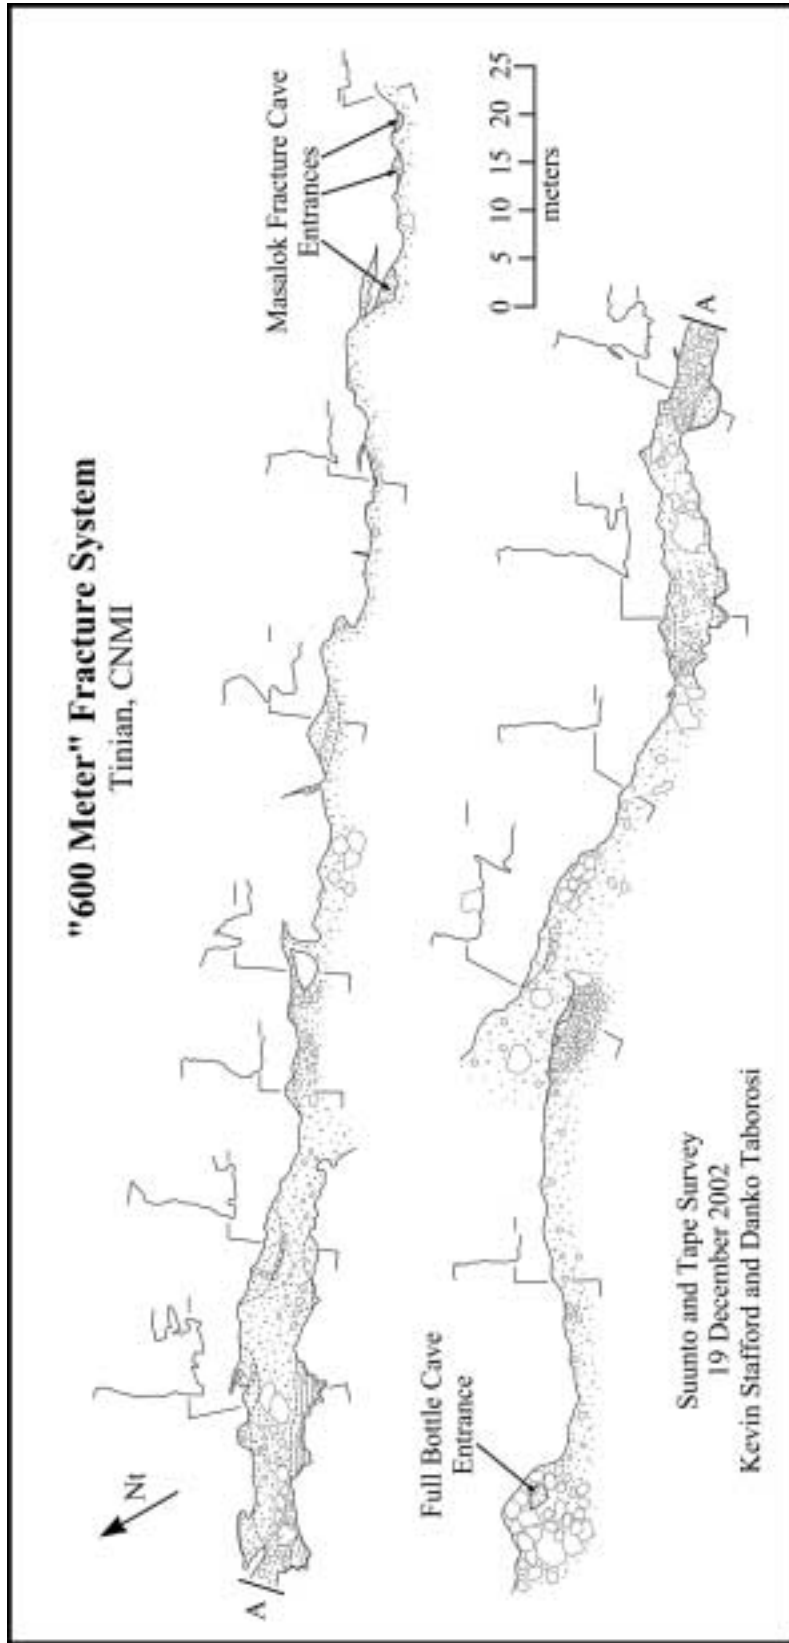 "600 Meter" Fracture System
Tinian, CNMI
Masalok Fracture Cave
Entrances
0 5 10 15 20 25
meters
Nt
A
A
Full Bottle Cave
Entrance
Suunto and Tape Survey
19 December 2002
Kevin Stafford and Danko Taborosi